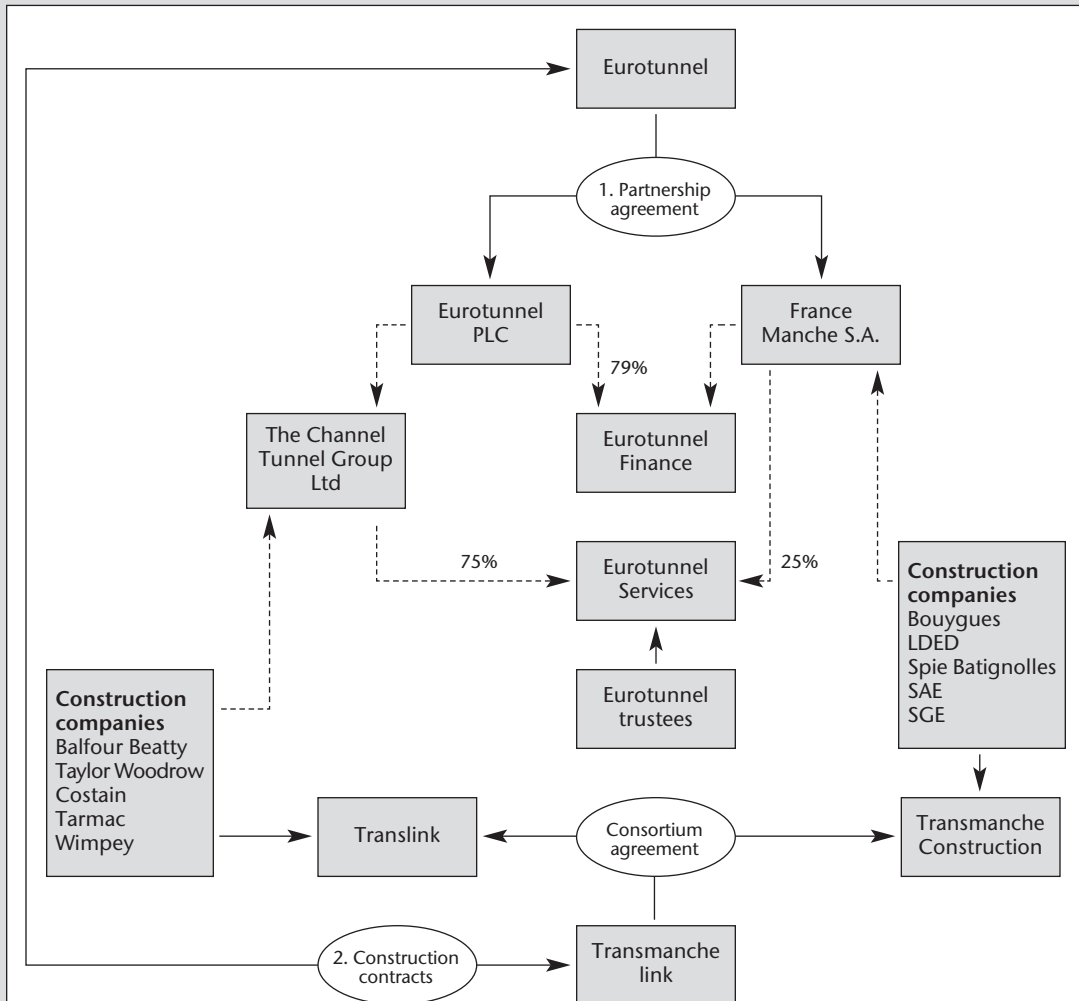 Eurotunnel
1. Partnership
agreement
Eurotunnel
PLC
France
Manche S.A.
79%
The Channel
Tunnel Group
Ltd
Eurotunnel
Finance
75%
Eurotunnel
Services
25%
Construction
companies
Bouygues
LDED
Spie Batignolles
SAE
SGE
Eurotunnel
trustees
Construction
companies
Balfour Beatty
Taylor Woodrow
Costain
Tarmac
Wimpey
Translink
Consortium
agreement
Transmanche
Construction
2. Construction
contracts
Transmanche
link